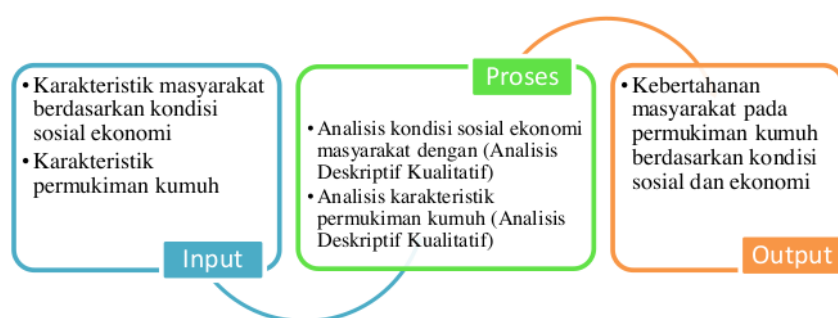 • Karakteristik masyarakat
berdasarkan kondisi
sosial ekonomi
• Karakteristik
permukiman kumuh
Input
Proses
• Analisis kondisi sosial ekonomi
masyarakat dengan (Analisis
Deskriptif Kualitatif)
• Analisis karakteristik
permukiman kumuh (Analisis
Deskriptif Kualitatif)
• Kebertahanan
masyarakat pada
permukiman kumuh
berdasarkan kondisi
sosial dan ekonomi
Output